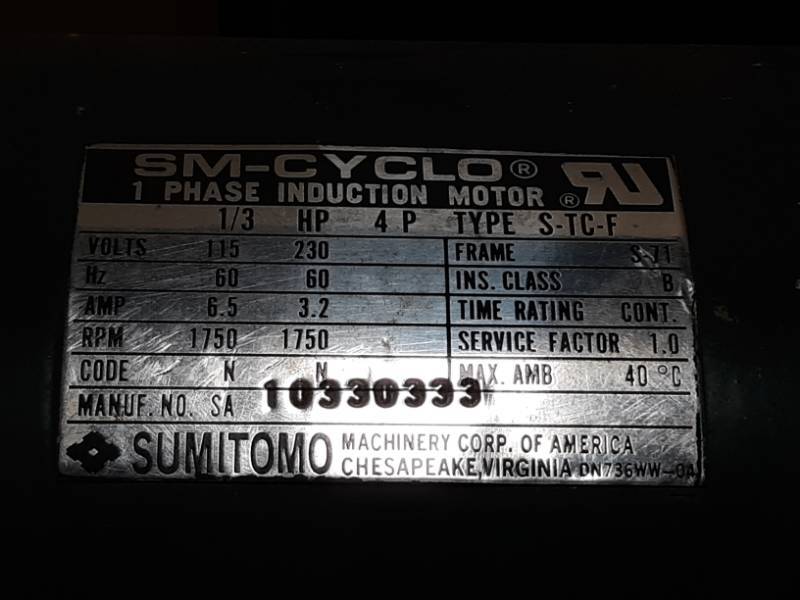 SM-CYCLO®
1 PHASE INDUCTION MOTOR ® RU
1/3 HP 4 P TYPE S-TC-F
VOLTS 115 230 FRAME S-71
Hz 60 60 INS. CLASS B
AMP 6.5 3.2 TIME RATING CONT.
RPM 1750 1750 SERVICE FACTOR 1.0
CODE N N MAX. AMB 40 °C
MANUF. NO. SA 10330333
SUMITOMO MACHINERY CORP. OF AMERICA
CHESAPEAKE, VIRGINIA DN736WW-0A